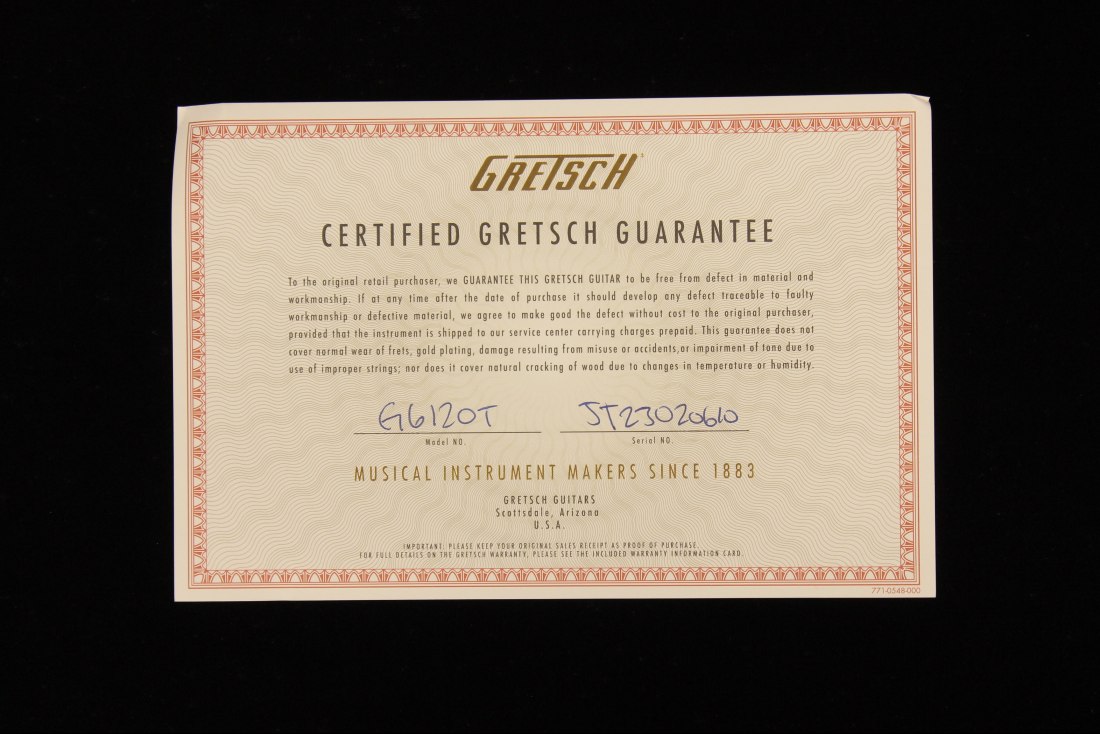 GRETSCH
CERTIFIED GRETSCH GUARANTEE
To the original retail purchaser, we GUARANTEE THIS GRETSCH GUITAR to be free from defect in material and
workmanship. If at any time after the date of purchase it should develop any defect traceable to faulty
workmanship or defective material, we agree to make good the defect without cost to the original purchaser,
provided that the instrument is shipped to our service center carrying charges prepaid. This guarantee does not
cover normal wear of frets, gold plating, damage resulting from misuse or accidents,or impairment of tone due to
use of improper strings; nor does it cover natural cracking of wood due to changes in temperature or humidity.
G6120T JT23020610
Model NO. Serial NO.
MUSICAL INSTRUMENT MAKERS SINCE 1883
GRETSCH GUITARS
Scottsdale, Arizona
U.S.A.
IMPORTANT: PLEASE KEEP YOUR ORIGINAL SALES RECEIPT AS PROOF OF PURCHASE.
FOR FULL DETAILS ON THE GRETSCH WARRANTY, PLEASE SEE THE INCLUDED WARRANTY INFORMATION CARD.
771-0548-000